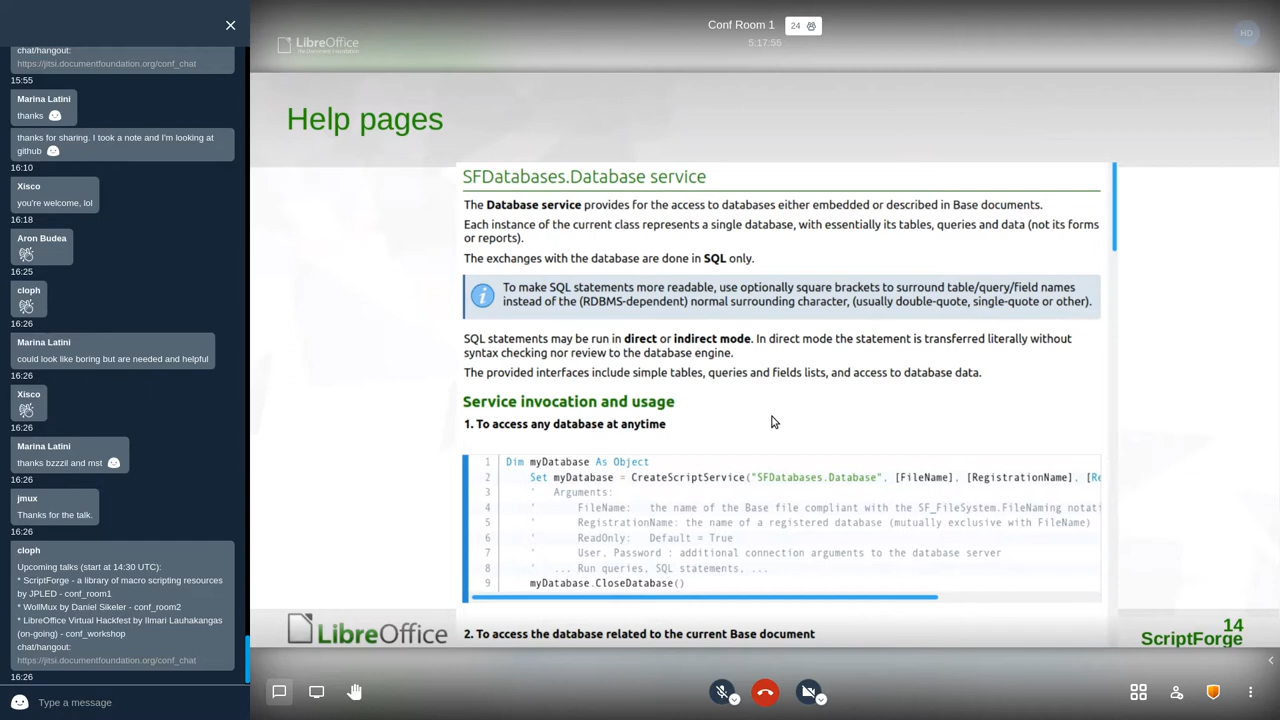 chat/hangout:
https://jitsi.documentfoundation.org/conf_chat
15:55
Marina Latini
thanks
thanks for sharing. I took a note and I'm looking at
github
16:10
Xisco
you're welcome, lol
16:18
Aron Budea
16:25
cloph
16:26
Marina Latini
could look like boring but are needed and helpful
16:26
Xisco
16:26
Marina Latini
thanks bzzzil and mst
16:26
jmux
Thanks for the talk.
16:26
cloph
Upcoming talks (start at 14:30 UTC):
* ScriptForge - a library of macro scripting resources
by JPLED - conf_room1
* WollMux by Daniel Sikeler - conf_room2
* LibreOffice Virtual Hackfest by Ilmari Lauhakangas
(on-going) - conf_workshop
chat/hangout:
https://jitsi.documentfoundation.org/conf_chat
16:26
Type a message
Conf Room 1
24
5:17:56
HD
LibreOffice
The Document Foundation
Help pages
SFDatabases.Database service
The Database service provides for the access to databases either embedded or described in Base documents.
Each instance of the current class represents a single database, with essentially its tables, queries and data (not its forms
or reports).
The exchanges with the database are done in SQL only.
To make SQL statements more readable, use optionally square brackets to surround table/query/field names
instead of the (RDBMS-dependent) normal surrounding character, (usually double-quote, single-quote or other).
SQL statements may be run in direct or indirect mode. In direct mode the statement is transferred literally without
syntax checking nor review to the database engine.
The provided interfaces include simple tables, queries and fields lists, and access to database data.
Service invocation and usage
1. To access any database at anytime
1 Dim myDatabase As Object
2 Set myDatabase = CreateScriptService("SFDatabases.Database", [FileName], [RegistrationName], [Re
3 ' Arguments:
4 ' FileName: the name of the Base file compliant with the SF_FileSystem.FileNaming notati
5 ' RegistrationName: the name of a registered database (mutually exclusive with FileName)
6 ' ReadOnly: Default = True
7 ' User, Password : additional connection arguments to the database server
8 ' ... Run queries, SQL statements, ...
9 myDatabase.CloseDatabase()
2. To access the database related to the current Base document
LibreOffice
14
ScriptForge